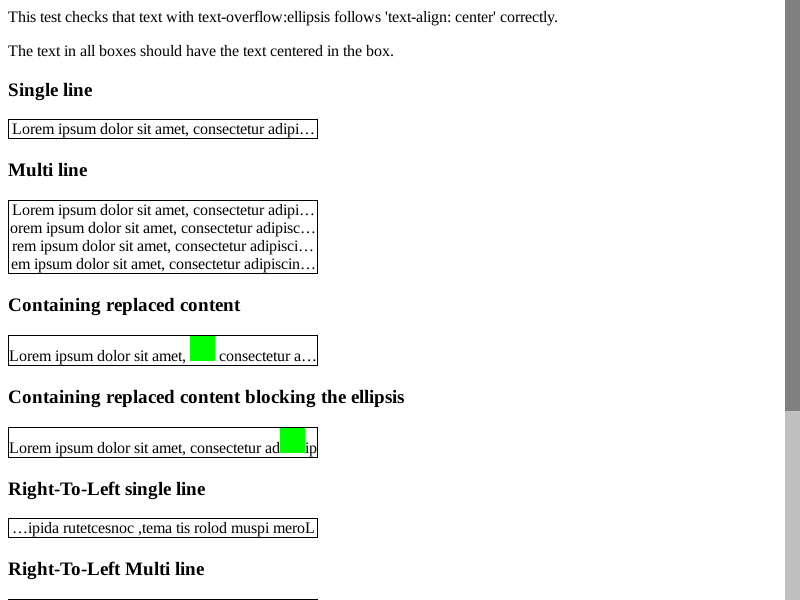 This test checks that text with text-overflow:ellipsis follows 'text-align: center' correctly.
The text in all boxes should have the text centered in the box.
Single line
Lorem ipsum dolor sit amet, consectetur adipi…
Multi line
Lorem ipsum dolor sit amet, consectetur adipi…
orem ipsum dolor sit amet, consectetur adipisc…
rem ipsum dolor sit amet, consectetur adipisci…
em ipsum dolor sit amet, consectetur adipiscin…
Containing replaced content
Lorem ipsum dolor sit amet, consectetur a…
Containing replaced content blocking the ellipsis
Lorem ipsum dolor sit amet, consectetur ad ip
Right-To-Left single line
…ipida rutetcesnoc ,tema tis rolod muspi meroL
Right-To-Left Multi line